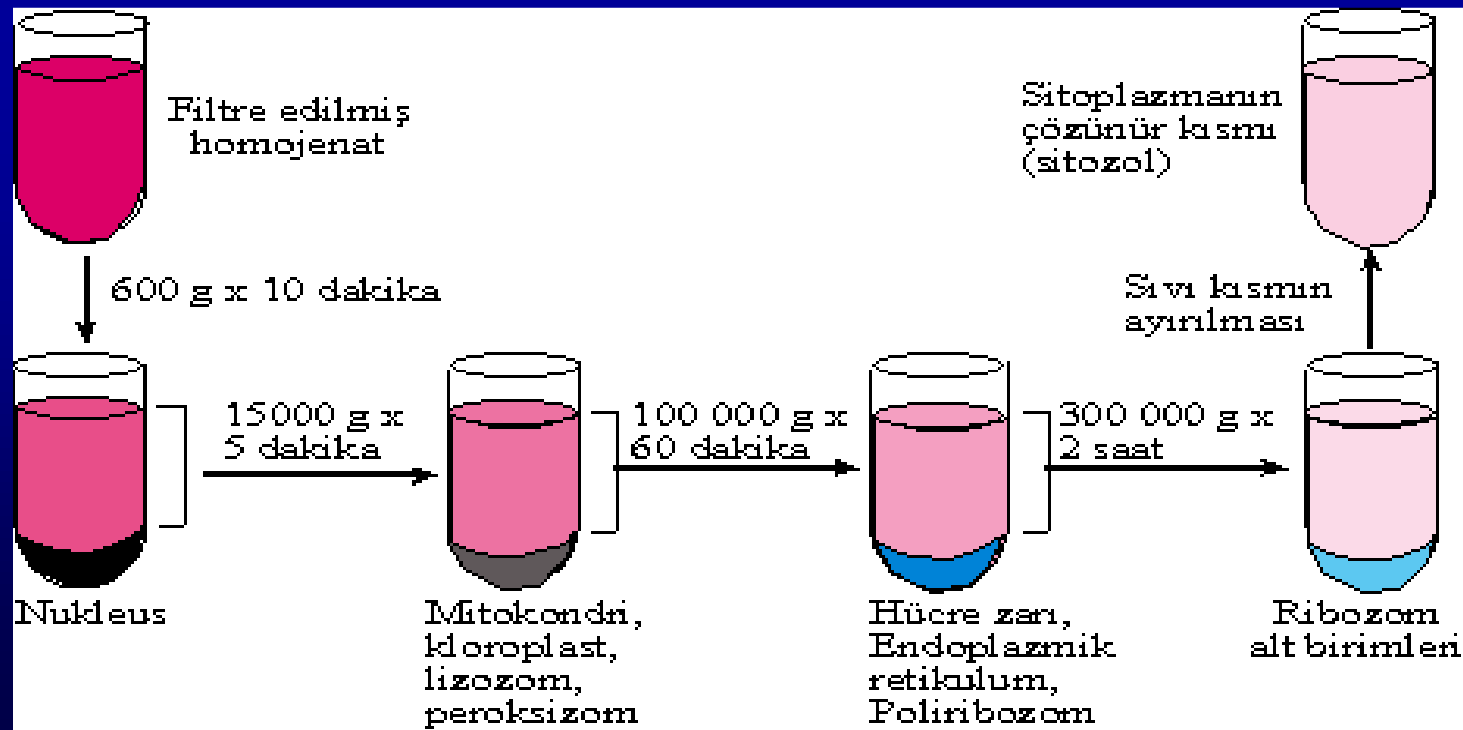 Filtre edilmiş
homojenat
600 g x 10 dakika
Nukleus
15000 g x
5 dakika
Mitokondri,
kloroplast,
lizozom,
peroksizom
100 000 g x
60 dakika
Hücre zarı,
Endoplazmik
retikulum,
Poliribozom
300 000 g x
2 saat
Ribozom
alt birimleri
Sıvı kısmın
ayırılması
Sitoplazmanın
çözünür kısmı
(sitozol)